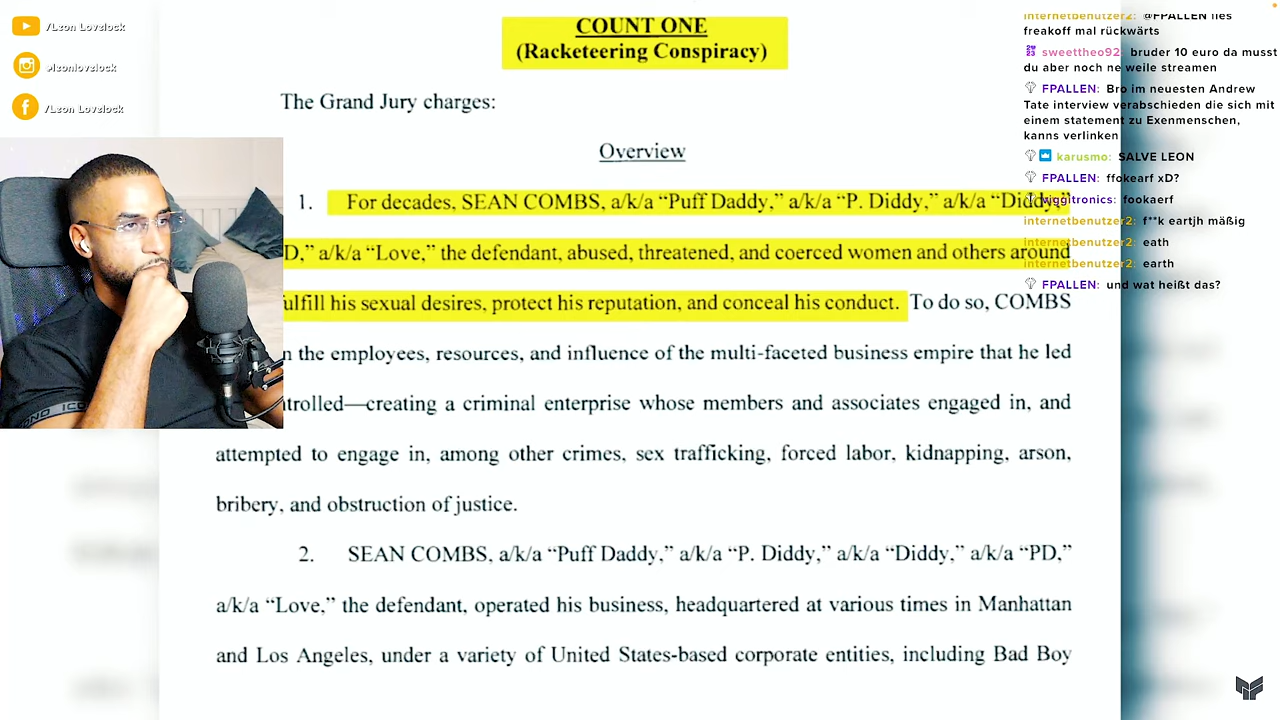 /Leon Lovelock
@leonlovelock
/Leon Lovelock
COUNT ONE
(Racketeering Conspiracy)
The Grand Jury charges:
Overview
1. For decades, SEAN COMBS, a/k/a “Puff Daddy,” a/k/a “P. Diddy,” a/k/a “Diddy,”
D,” a/k/a “Love,” the defendant, abused, threatened, and coerced women and others around
ulfill his sexual desires, protect his reputation, and conceal his conduct. To do so, COMBS
n the employees, resources, and influence of the multi-faceted business empire that he led
trolled—creating a criminal enterprise whose members and associates engaged in, and
attempted to engage in, among other crimes, sex trafficking, forced labor, kidnapping, arson,
bribery, and obstruction of justice.
2. SEAN COMBS, a/k/a “Puff Daddy,” a/k/a “P. Diddy,” a/k/a “Diddy,” a/k/a “PD,”
a/k/a “Love,” the defendant, operated his business, headquartered at various times in Manhattan
and Los Angeles, under a variety of United States-based corporate entities, including Bad Boy
internetbenutzer2: @FPALLEN lies
freakoff mal rückwärts
sweettheo92: bruder 10 euro da musst
du aber noch ne weile streamen
FPALLEN: Bro im neuesten Andrew
Tate interview verabschieden die sich mit
einem statement zu Exenmenschen,
kanns verlinken
karusmo: SALVE LEON
FPALLEN: ffokearf xD?
wiggltronics: fookaerf
internetbenutzer2: f**k eartjh mäßig
internetbenutzer2: eath
internetbenutzer2: earth
FPALLEN: und wat heißt das?